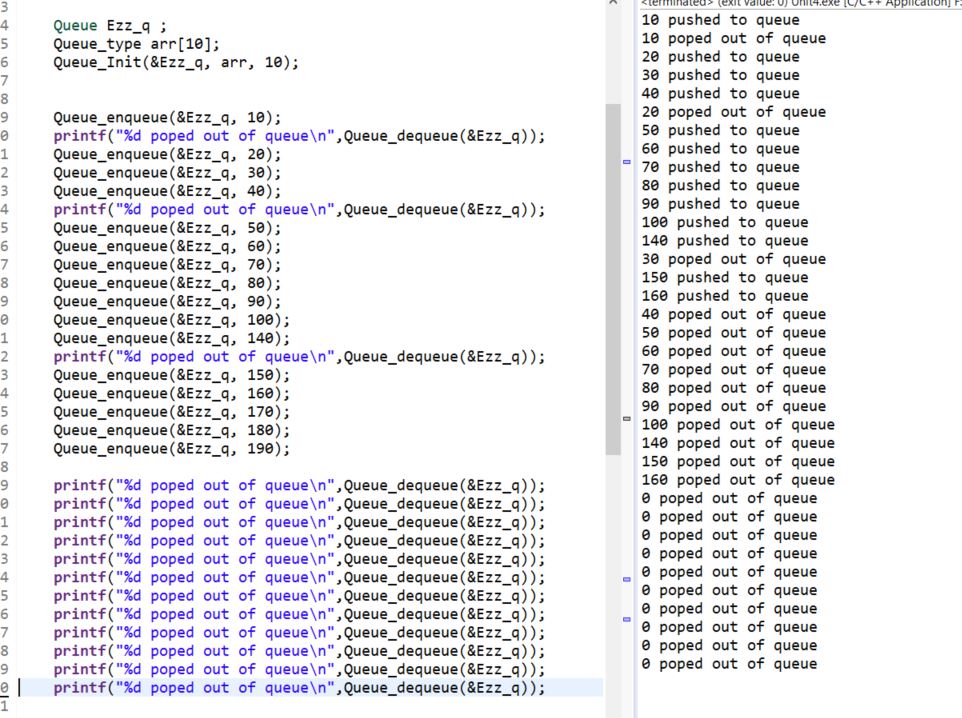 3
4 Queue Ezz_q ;
5 Queue_type arr[10];
6 Queue_Init(&Ezz_q, arr, 10);
7
8
9 Queue_enqueue(&Ezz_q, 10);
0 printf("%d poped out of queue\n",Queue_dequeue(&Ezz_q));
1 Queue_enqueue(&Ezz_q, 20);
2 Queue_enqueue(&Ezz_q, 30);
3 Queue_enqueue(&Ezz_q, 40);
4 printf("%d poped out of queue\n",Queue_dequeue(&Ezz_q));
5 Queue_enqueue(&Ezz_q, 50);
6 Queue_enqueue(&Ezz_q, 60);
7 Queue_enqueue(&Ezz_q, 70);
8 Queue_enqueue(&Ezz_q, 80);
9 Queue_enqueue(&Ezz_q, 90);
0 Queue_enqueue(&Ezz_q, 100);
1 Queue_enqueue(&Ezz_q, 140);
2 printf("%d poped out of queue\n",Queue_dequeue(&Ezz_q));
3 Queue_enqueue(&Ezz_q, 150);
4 Queue_enqueue(&Ezz_q, 160);
5 Queue_enqueue(&Ezz_q, 170);
6 Queue_enqueue(&Ezz_q, 180);
7 Queue_enqueue(&Ezz_q, 190);
8
9 printf("%d poped out of queue\n",Queue_dequeue(&Ezz_q));
0 printf("%d poped out of queue\n",Queue_dequeue(&Ezz_q));
1 printf("%d poped out of queue\n",Queue_dequeue(&Ezz_q));
2 printf("%d poped out of queue\n",Queue_dequeue(&Ezz_q));
3 printf("%d poped out of queue\n",Queue_dequeue(&Ezz_q));
4 printf("%d poped out of queue\n",Queue_dequeue(&Ezz_q));
5 printf("%d poped out of queue\n",Queue_dequeue(&Ezz_q));
6 printf("%d poped out of queue\n",Queue_dequeue(&Ezz_q));
7 printf("%d poped out of queue\n",Queue_dequeue(&Ezz_q));
8 printf("%d poped out of queue\n",Queue_dequeue(&Ezz_q));
9 printf("%d poped out of queue\n",Queue_dequeue(&Ezz_q));
0 printf("%d poped out of queue\n",Queue_dequeue(&Ezz_q));
1
<terminated> (exit value: 0) Unit4.exe [C/C++ Application] F:
10 pushed to queue
10 poped out of queue
20 pushed to queue
30 pushed to queue
40 pushed to queue
20 poped out of queue
50 pushed to queue
60 pushed to queue
70 pushed to queue
80 pushed to queue
90 pushed to queue
100 pushed to queue
140 pushed to queue
30 poped out of queue
150 pushed to queue
160 pushed to queue
40 poped out of queue
50 poped out of queue
60 poped out of queue
70 poped out of queue
80 poped out of queue
90 poped out of queue
100 poped out of queue
140 poped out of queue
150 poped out of queue
160 poped out of queue
0 poped out of queue
0 poped out of queue
0 poped out of queue
0 poped out of queue
0 poped out of queue
0 poped out of queue
0 poped out of queue
0 poped out of queue
0 poped out of queue
0 poped out of queue